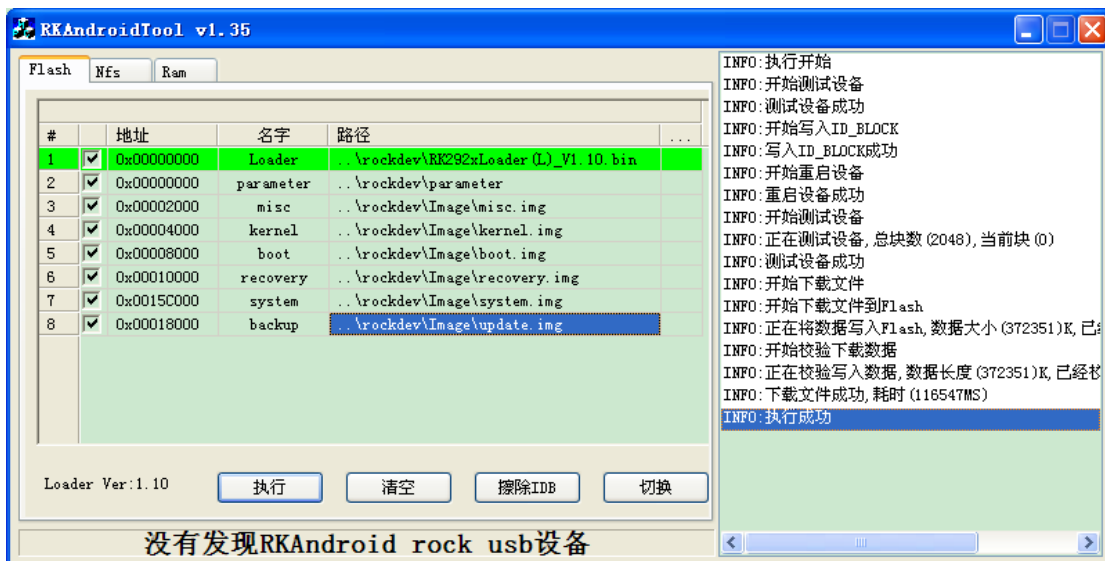 RKAndroidTool v1.35
Flash Nfs Ram
# 地址 名字 路径 ...
1 0x00000000 Loader ..\rockdev\RK292xLoader(L)_V1.10.bin
2 0x00000000 parameter ..\rockdev\parameter
3 0x00002000 misc ..\rockdev\Image\misc.img
4 0x00004000 kernel ..\rockdev\Image\kernel.img
5 0x00008000 boot ..\rockdev\Image\boot.img
6 0x00010000 recovery ..\rockdev\Image\recovery.img
7 0x0015C000 system ..\rockdev\Image\system.img
8 0x00018000 backup ..\rockdev\Image\update.img
Loader Ver:1.10 执行 清空 擦除IDB 切换
没有发现RKAndroid rock usb设备
INFO:执行开始
INFO:开始测试设备
INFO:测试设备成功
INFO:开始写入ID_BLOCK
INFO:写入ID_BLOCK成功
INFO:开始重启设备
INFO:重启设备成功
INFO:开始测试设备
INFO:正在测试设备,总块数(2048),当前块(0)
INFO:测试设备成功
INFO:开始下载文件
INFO:开始下载文件到Flash
INFO:正在将数据写入Flash,数据大小(372351)K,已
INFO:开始校验下载数据
INFO:正在校验写入数据,数据长度(372351)K,已经校
INFO:下载文件成功,耗时(116547MS)
INFO:执行成功